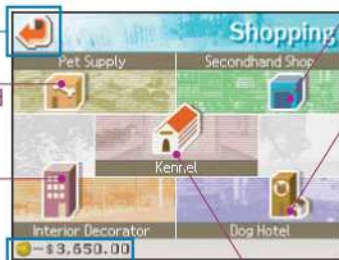 Shopping
Pet Supply
Secondhand Shop
Kennel
Interior Decorator
Dog Hotel
-$3,650.00